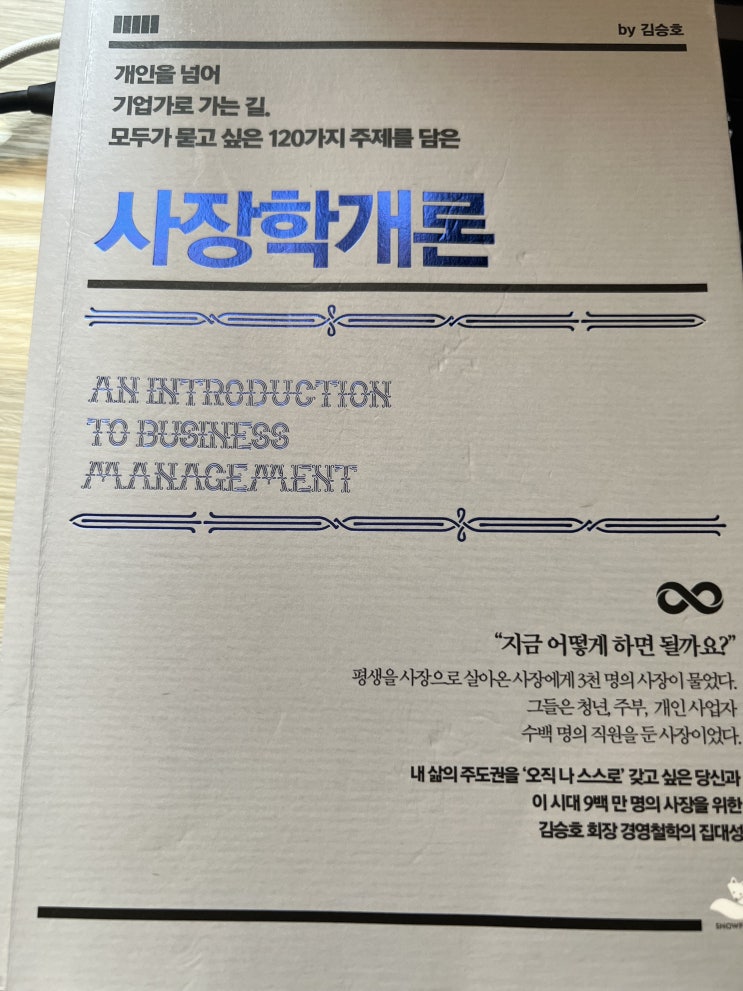 by 김승호
개인을 넘어
기업가로 가는 길.
모두가 묻고 싶은 120가지 주제를 담은
사장학개론
AN INTRODUCTION
TO BUSINESS
MANAGEMENT
“지금 어떻게 하면 될까요?”
평생을 사장으로 살아온 사장에게 3천 명의 사장이 물었다.
그들은 청년, 주부, 개인 사업자
수백 명의 직원을 둔 사장이었다.
내 삶의 주도권을 ‘오직 나 스스로’ 갖고 싶은 당신과
이 시대 9백 만 명의 사장을 위한
김승호 회장 경영철학의 집대성